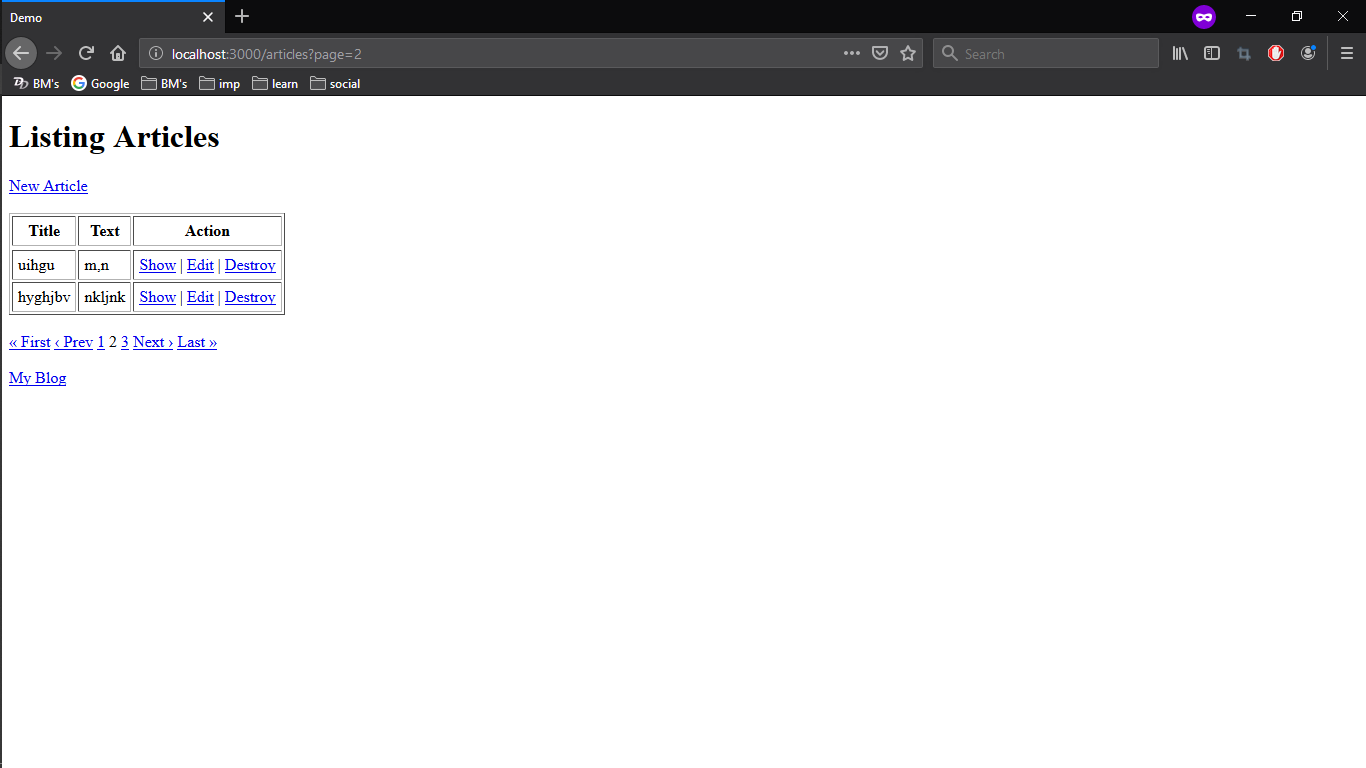 Demo
localhost:3000/articles?page=2
Search
BM's Google BM's imp learn social
Listing Articles
New Article
Title Text Action
uihgu m,n Show | Edit | Destroy
hyghjbv nkljnk Show | Edit | Destroy
« First ‹ Prev 1 2 3 Next › Last »
My Blog